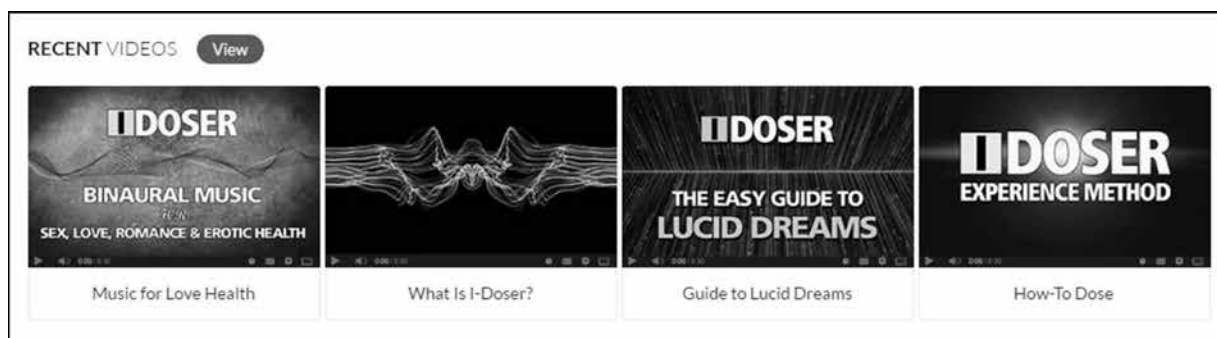 RECENT VIDEOS View
IDOSER
BINAURAL MUSIC
FOR
SEX, LOVE, ROMANCE & EROTIC HEALTH
IDOSER
THE EASY GUIDE TO
LUCID DREAMS
IDOSER
EXPERIENCE METHOD
Music for Love Health
What Is I-Doser?
Guide to Lucid Dreams
How-To Dose